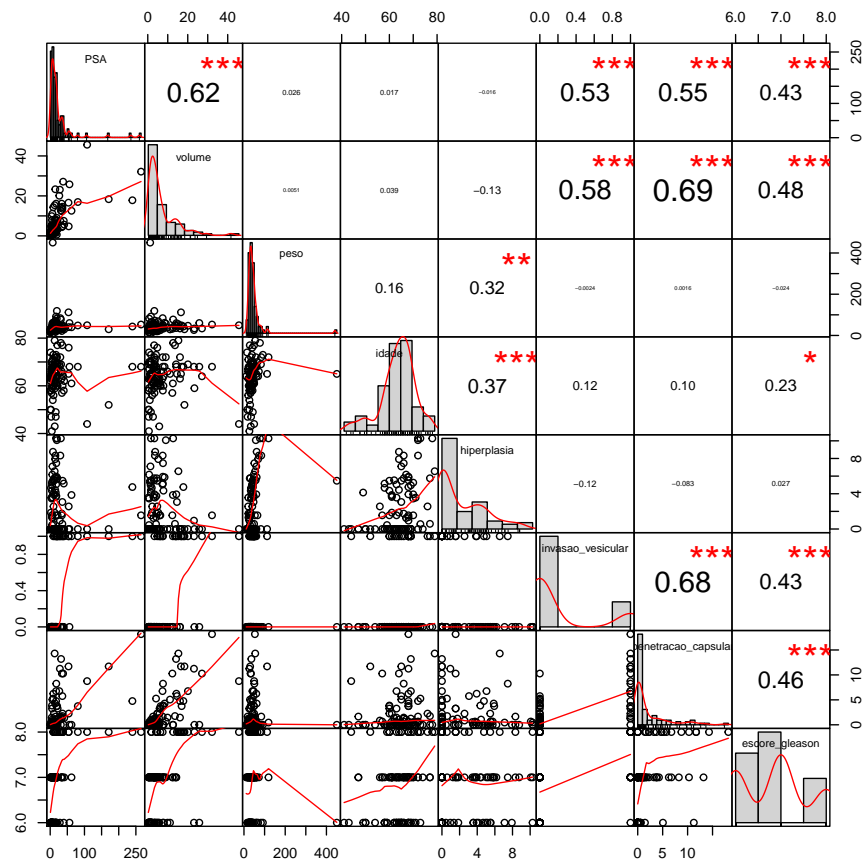 0 20 40 40 60 80 0.0 0.4 0.8 6.0 7.0 8.0
PSA *** 0.62 0.026 0.017 −0.016 *** 0.53 *** 0.55 *** 0.43 0 100 250
0 20 40 volume 0.0051 0.039 −0.13 *** 0.58 *** 0.69 *** 0.48
peso 0.16 ** 0.32 −0.0024 0.0016 −0.024 0 200 400
40 60 80 idade *** 0.37 0.12 0.10 * 0.23
hiperplasia −0.12 −0.083 0.027 0 4 8
0.0 0.4 0.8 invasao_vesicular *** 0.68 *** 0.43
penetracao_capsula *** 0.46 0 5 15
6.0 7.0 8.0 escore_gleason
0 100 250 0 200 400 0 4 8 0 5 15